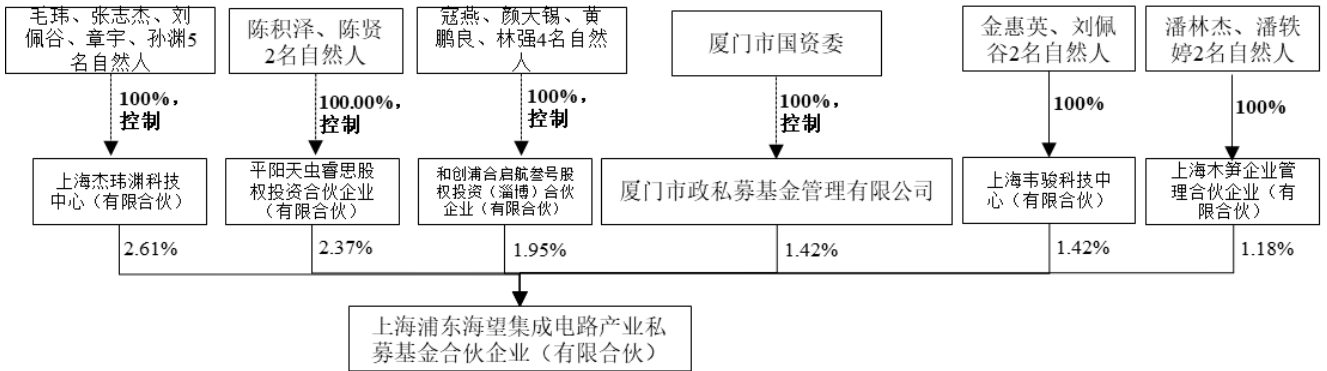 毛玮、张志杰、刘
佩谷、章宇、孙渊5
名自然人
陈积泽、陈贤
2名自然人
寇燕、颜大锡、黄
鹏良、林强4名自然
人
厦门市国资委
金惠英、刘佩
谷2名自然人
潘林杰、潘轶
婷2名自然人
100%，
控制
100.00%，
控制
100%，
控制
100%，
控制
100%
100%
上海杰玮渊科技
中心（有限合伙）
平阳天虫睿思股
权投资合伙企业
（有限合伙）
和创浦合启航叁号股
权投资（淄博）合伙
企业（有限合伙）
厦门市政私募基金管理有限公司
上海韦骏科技中
心（有限合伙）
上海木笋企业管
理合伙企业（有
限合伙）
2.61%
2.37%
1.95%
1.42%
1.42%
1.18%
上海浦东海望集成电路产业私
募基金合伙企业（有限合伙）